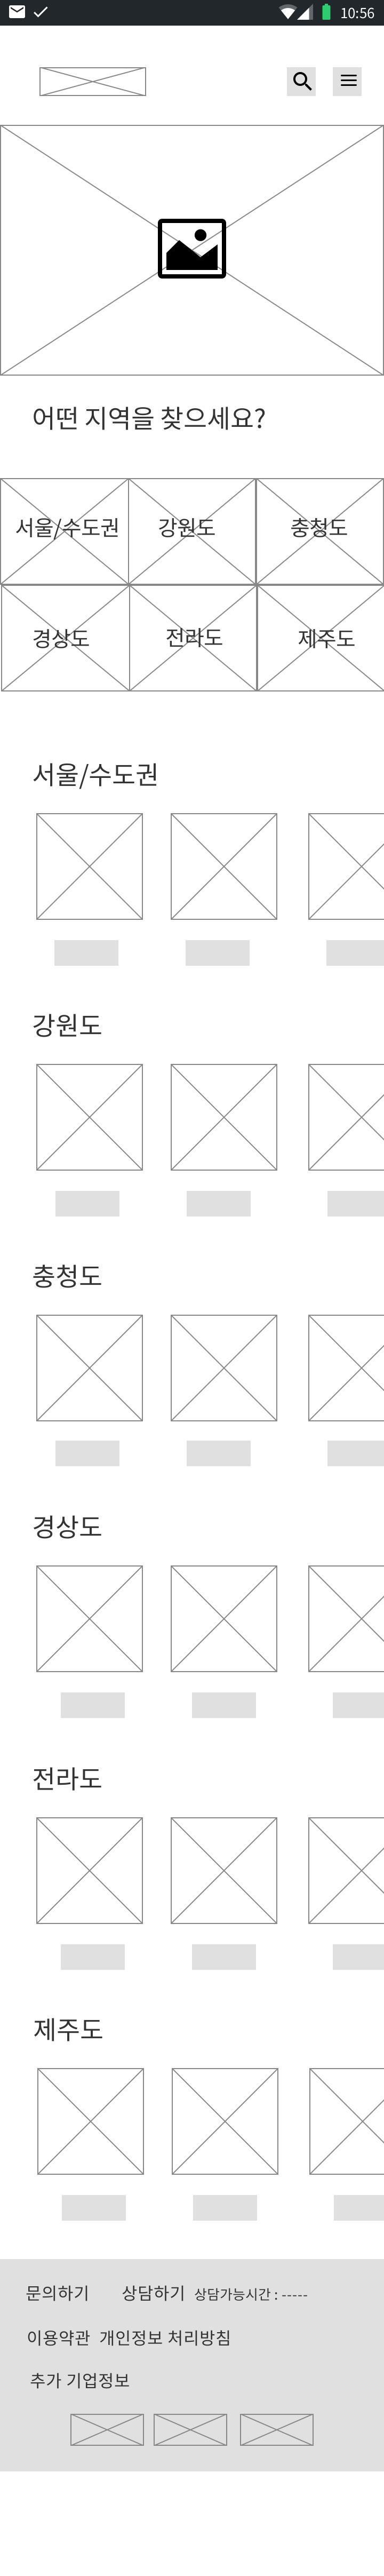 10:56
어떤 지역을 찾으세요?
서울/수도권 강원도 충청도
경상도 전라도 제주도
서울/수도권
강원도
충청도
경상도
전라도
제주도
문의하기 상담하기 상담가능시간 : -----
이용약관 개인정보 처리방침
추가 기업정보